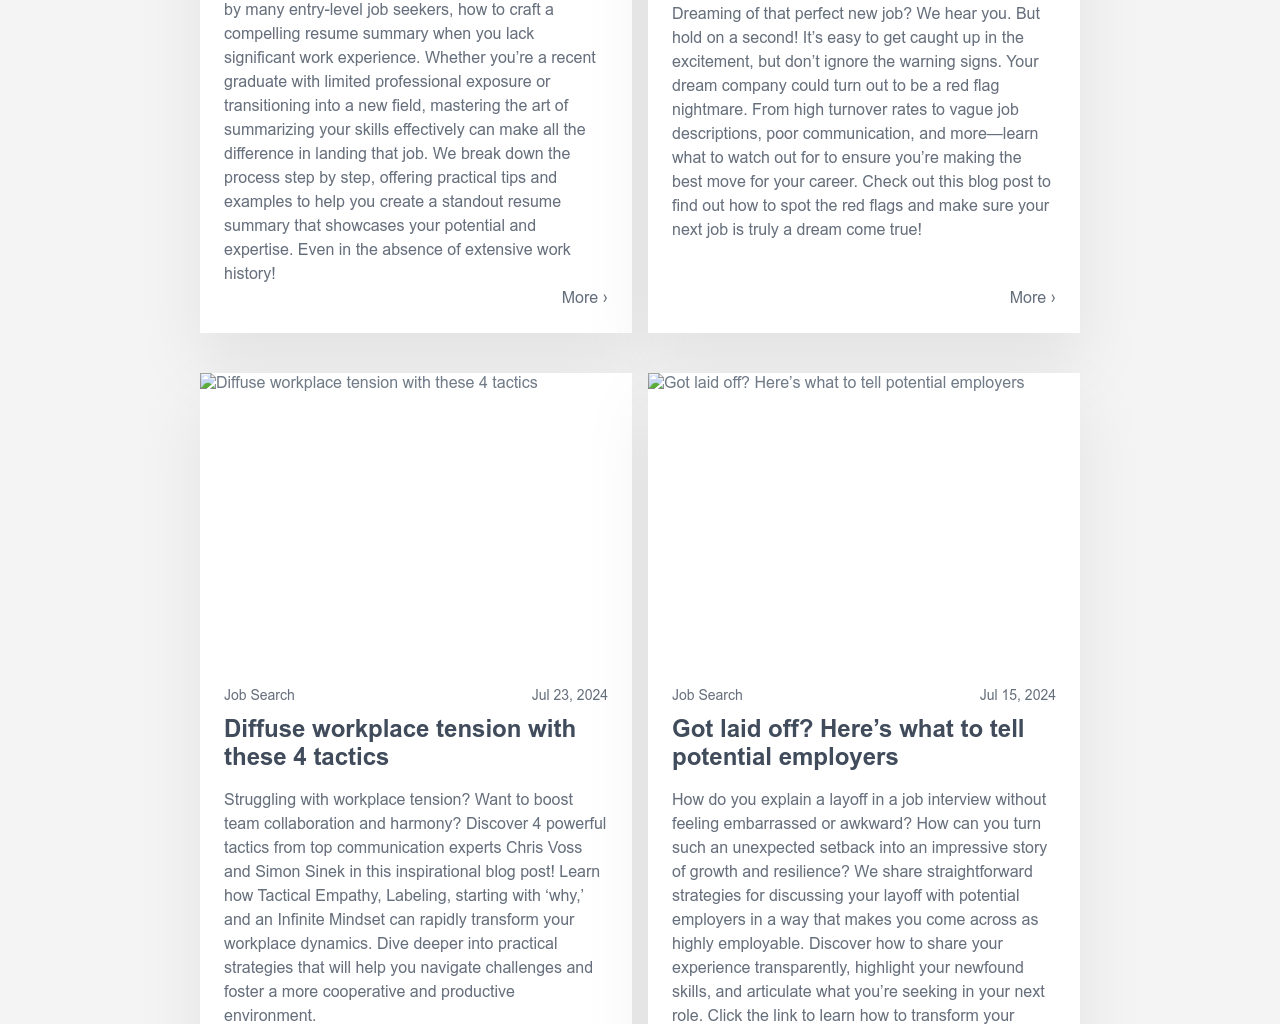 by many entry-level job seekers, how to craft a
compelling resume summary when you lack
significant work experience. Whether you’re a recent
graduate with limited professional exposure or
transitioning into a new field, mastering the art of
summarizing your skills effectively can make all the
difference in landing that job. We break down the
process step by step, offering practical tips and
examples to help you create a standout resume
summary that showcases your potential and
expertise. Even in the absence of extensive work
history!
More ›
Dreaming of that perfect new job? We hear you. But
hold on a second! It’s easy to get caught up in the
excitement, but don’t ignore the warning signs. Your
dream company could turn out to be a red flag
nightmare. From high turnover rates to vague job
descriptions, poor communication, and more—learn
what to watch out for to ensure you’re making the
best move for your career. Check out this blog post to
find out how to spot the red flags and make sure your
next job is truly a dream come true!
More ›
Diffuse workplace tension with these 4 tactics
Job Search
Jul 23, 2024
Diffuse workplace tension with
these 4 tactics
Struggling with workplace tension? Want to boost
team collaboration and harmony? Discover 4 powerful
tactics from top communication experts Chris Voss
and Simon Sinek in this inspirational blog post! Learn
how Tactical Empathy, Labeling, starting with ‘why,’
and an Infinite Mindset can rapidly transform your
workplace dynamics. Dive deeper into practical
strategies that will help you navigate challenges and
foster a more cooperative and productive
environment.
Got laid off? Here’s what to tell potential employers
Job Search
Jul 15, 2024
Got laid off? Here’s what to tell
potential employers
How do you explain a layoff in a job interview without
feeling embarrassed or awkward? How can you turn
such an unexpected setback into an impressive story
of growth and resilience? We share straightforward
strategies for discussing your layoff with potential
employers in a way that makes you come across as
highly employable. Discover how to share your
experience transparently, highlight your newfound
skills, and articulate what you’re seeking in your next
role. Click the link to learn how to transform your